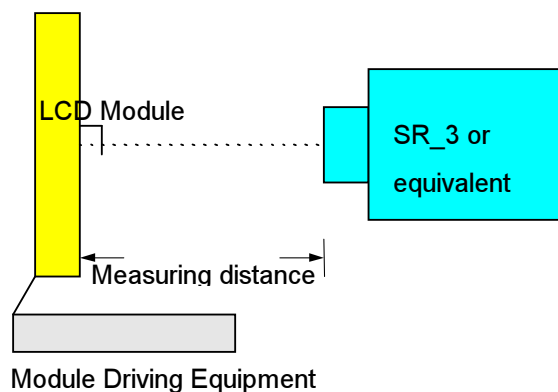 LCD Module
SR_3 or
equivalent
Measuring distance
Module Driving Equipment